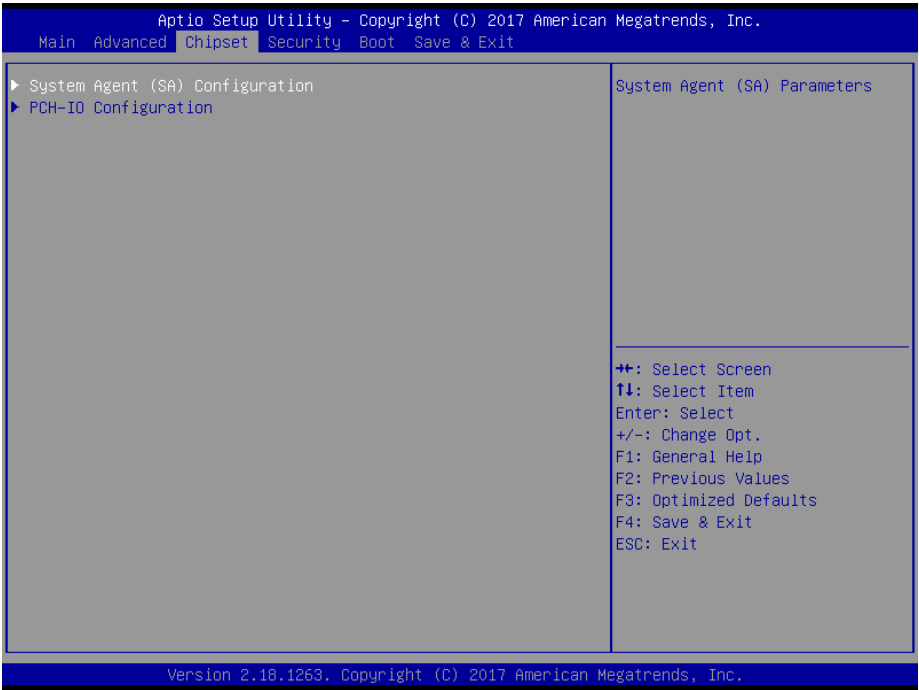 Aptio Setup Utility – Copyright (C) 2017 American Megatrends, Inc.
Main Advanced Chipset Security Boot Save & Exit
▶ System Agent (SA) Configuration
▶ PCH-IO Configuration
System Agent (SA) Parameters
→←: Select Screen
↑↓: Select Item
Enter: Select
+/-: Change Opt.
F1: General Help
F2: Previous Values
F3: Optimized Defaults
F4: Save & Exit
ESC: Exit
Version 2.18.1263. Copyright (C) 2017 American Megatrends, Inc.